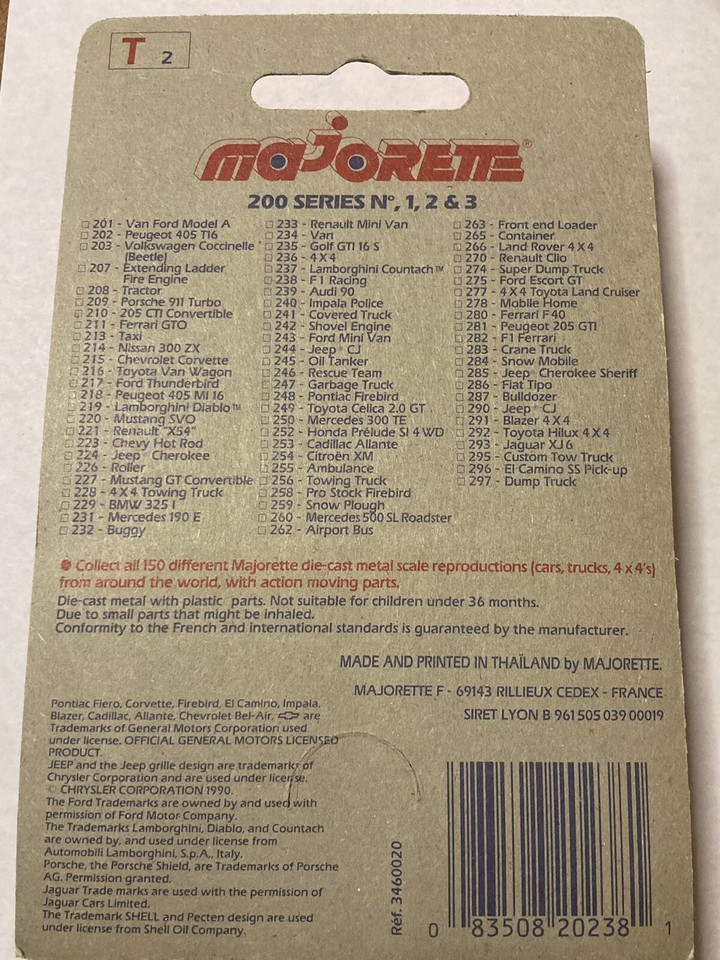 T 2
MAJORETTE®
200 SERIES N°, 1, 2 & 3
201 - Van Ford Model A
202 - Peugeot 405 T16
203 - Volkswagen Coccinelle
(Beetle)
207 - Extending Ladder
Fire Engine
208 - Tractor
209 - Porsche 911 Turbo
210 - 205 CTI Convertible
211 - Ferrari GTO
213 - Taxi
214 - Nissan 300 ZX
215 - Chevrolet Corvette
216 - Toyota Van Wagon
217 - Ford Thunderbird
218 - Peugeot 405 MI 16
219 - Lamborghini Diablo™
220 - Mustang SVO
221 - Renault "X54"
223 - Chevy Hot Rod
224 - Jeep® Cherokee
226 - Roller
227 - Mustang GT Convertible
228 - 4 X 4 Towing Truck
229 - BMW 325 I
231 - Mercedes 190 E
232 - Buggy
233 - Renault Mini Van
234 - Van
235 - Golf GTI 16 S
236 - 4 X 4
237 - Lamborghini Countach™
238 - F1 Racing
239 - Audi 90
240 - Impala Police
241 - Covered Truck
242 - Shovel Engine
243 - Ford Mini Van
244 - Jeep® CJ
245 - Oil Tanker
246 - Rescue Team
247 - Garbage Truck
248 - Pontiac Firebird
249 - Toyota Celica 2.0 GT
250 - Mercedes 300 TE
252 - Honda Prélude SI 4 WD
253 - Cadillac Allante
254 - Citroën XM
255 - Ambulance
256 - Towing Truck
258 - Pro Stock Firebird
259 - Snow Plough
260 - Mercedes 500 SL Roadster
262 - Airport Bus
263 - Front end Loader
265 - Container
266 - Land Rover 4 X 4
270 - Renault Clio
274 - Super Dump Truck
275 - Ford Escort GT
277 - 4 X 4 Toyota Land Cruiser
278 - Mobile Home
280 - Ferrari F 40
281 - Peugeot 205 GTI
282 - F1 Ferrari
283 - Crane Truck
284 - Snow Mobile
285 - Jeep® Cherokee Sheriff
286 - Fiat Tipo
287 - Bulldozer
290 - Jeep® CJ
291 - Blazer 4 X 4
292 - Toyota Hilux 4 X 4
293 - Jaguar XJ 6
295 - Custom Tow Truck
296 - El Camino SS Pick-up
297 - Dump Truck
Collect all 150 different Majorette die-cast metal scale reproductions (cars, trucks, 4 x 4's)
from around the world, with action moving parts.
Die-cast metal with plastic parts. Not suitable for children under 36 months.
Due to small parts that might be inhaled.
Conformity to the French and international standards is guaranteed by the manufacturer.
MADE AND PRINTED IN THAÏLAND by MAJORETTE.
MAJORETTE F - 69143 RILLIEUX CEDEX - FRANCE
SIRET LYON B 961 505 039 00019
Pontiac Fiero, Corvette, Firebird, El Camino, Impala,
Blazer, Cadillac, Allante, Chevrolet Bel-Air, are
Trademarks of General Motors Corporation used
under license. OFFICIAL GENERAL MOTORS LICENSED
PRODUCT.
JEEP and the Jeep grille design are trademarks of
Chrysler Corporation and are used under license.
© CHRYSLER CORPORATION 1990.
The Ford Trademarks are owned by and used with
permission of Ford Motor Company.
The Trademarks Lamborghini, Diablo, and Countach
are owned by, and used under license from
Automobili Lamborghini, S.p.A., Italy.
Porsche, the Porsche Shield, are Trademarks of Porsche
AG. Permission granted.
Jaguar Trade marks are used with the permission of
Jaguar Cars Limited.
The Trademark SHELL and Pecten design are used
under license from Shell Oil Company.
Réf. 3460020
0 83508 20238 1